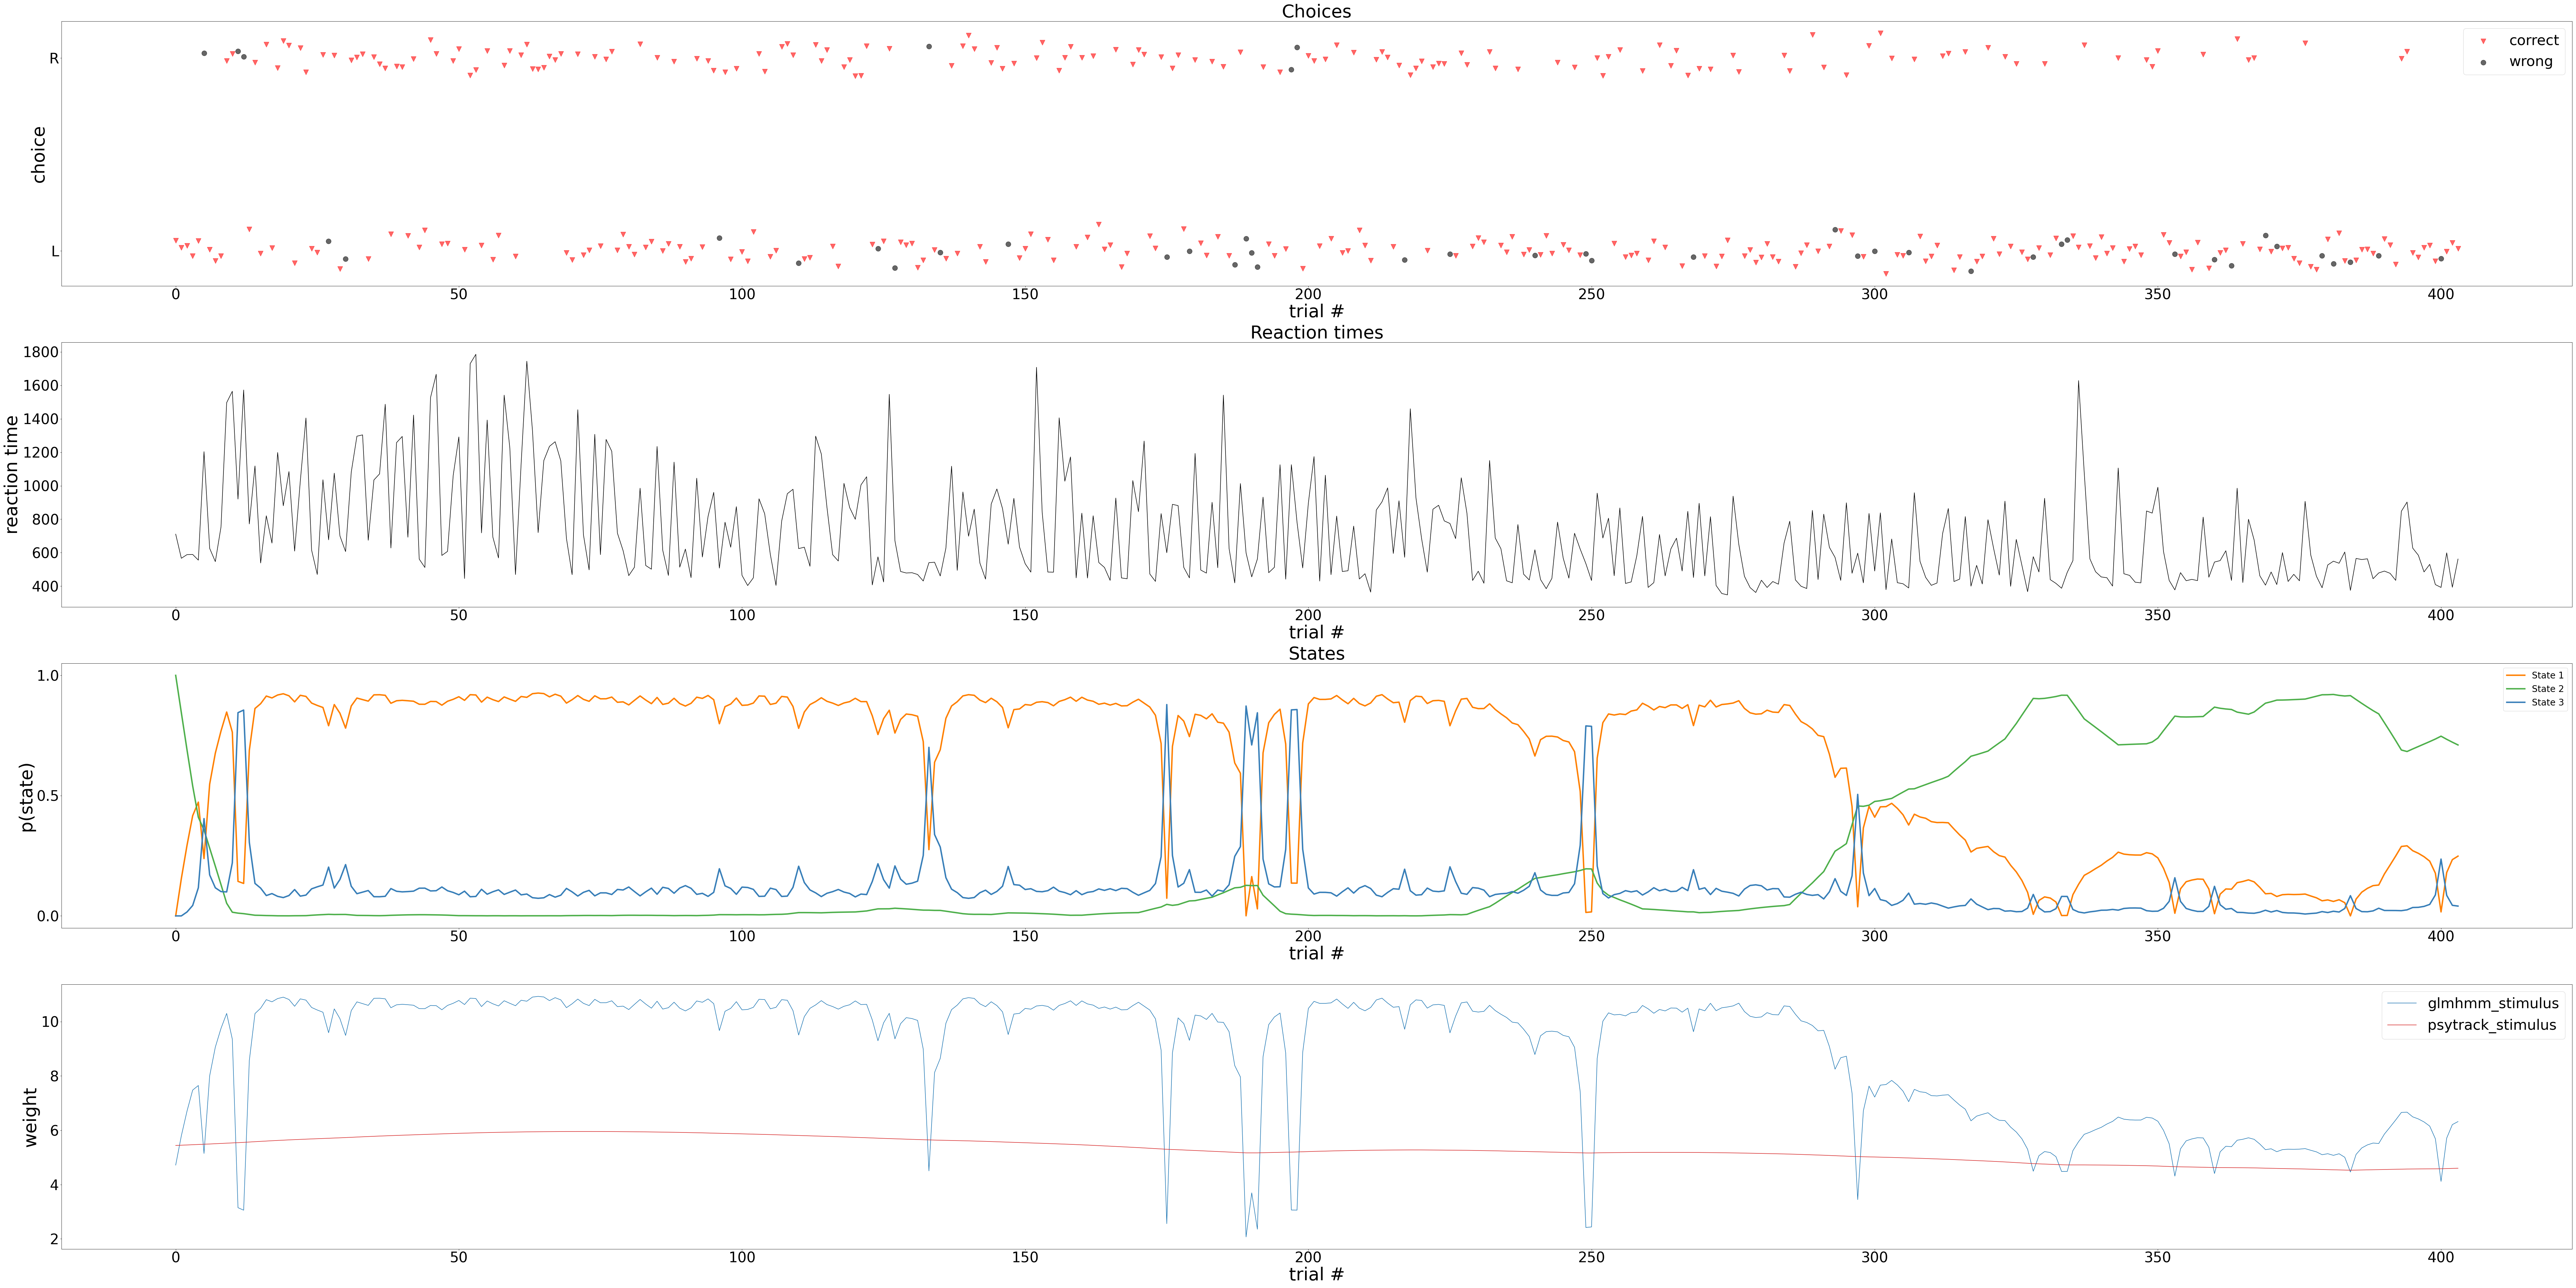 Choices
R
L
choice
correct
wrong
0 50 100 150 200 250 300 350 400
trial #
Reaction times
1800
1600
1400
1200
1000
800
600
400
reaction time
0 50 100 150 200 250 300 350 400
trial #
States
1.0
0.5
0.0
p(state)
State 1
State 2
State 3
0 50 100 150 200 250 300 350 400
trial #
10
8
6
4
2
weight
glmhmm_stimulus
psytrack_stimulus
0 50 100 150 200 250 300 350 400
trial #